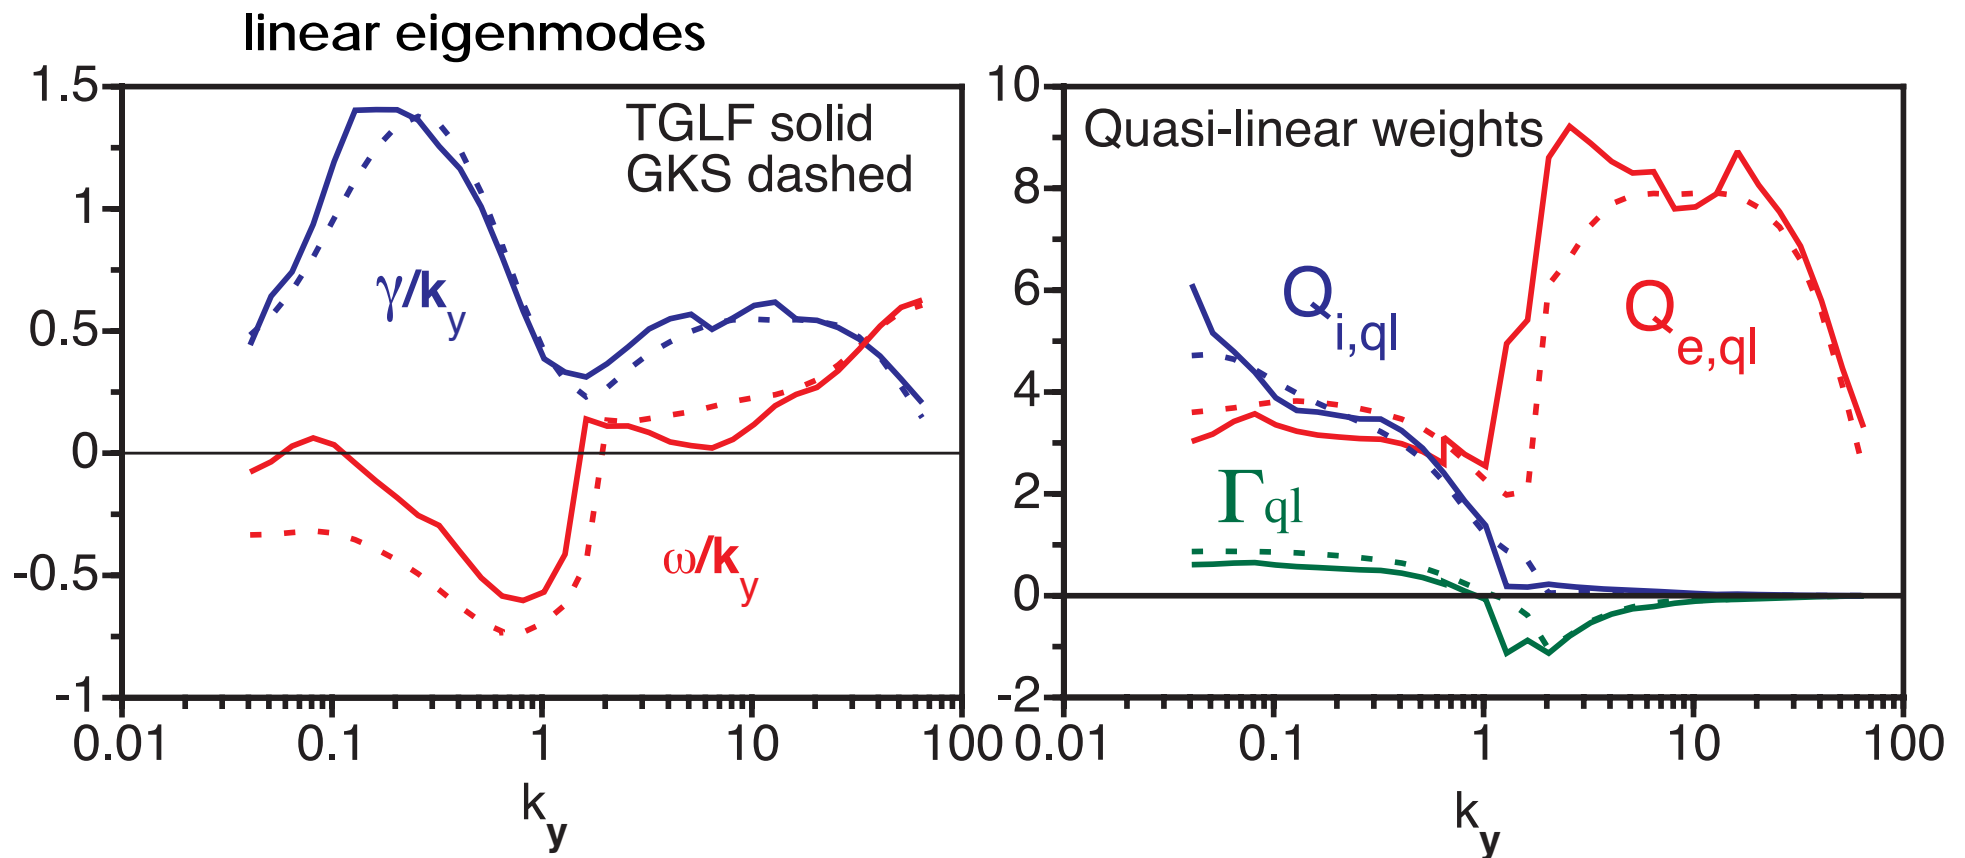 linear eigenmodes
1.5
1
0.5
0
-0.5
-1
TGLF solid
GKS dashed
γ/ky
ω/ky
0.01
0.1
1
10
100
ky
10
8
6
4
2
0
-2
Quasi-linear weights
Qi,ql
Qe,ql
Γql
0.01
0.1
1
10
100
ky